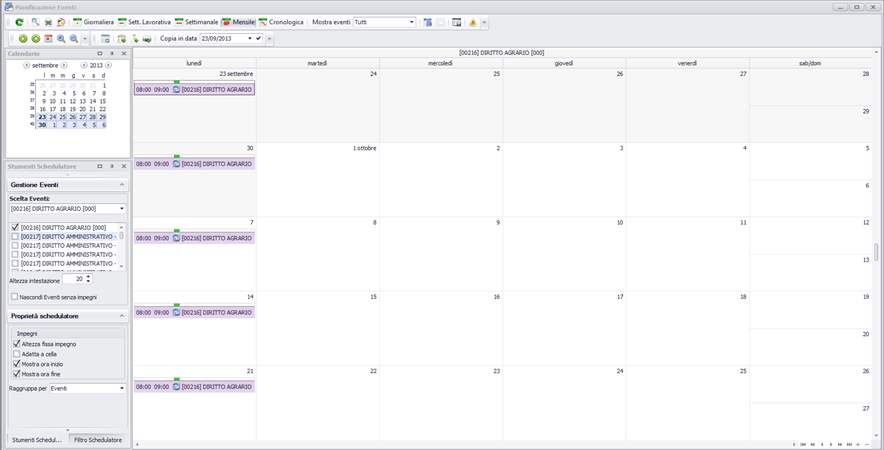 Pianificazione Eventi
Giornaliera Sett. Lavorativa Settimanale Mensile Cronologica Mostra eventi Tutti
Copia in data 23/09/2013
Calendario
settembre 2013
l m m g v s d
35 26 27 28 29 30 31 1
36 2 3 4 5 6 7 8
37 9 10 11 12 13 14 15
38 16 17 18 19 20 21 22
39 23 24 25 26 27 28 29
40 30 1 2 3 4 5 6
Stumenti Schedulatore
Gestione Eventi
Scelta Eventi:
[00216] DIRITTO AGRARIO [000]
[00216] DIRITTO AGRARIO [000]
[00217] DIRITTO AMMINISTRATIVO -
[00217] DIRITTO AMMINISTRATIVO -
[00217] DIRITTO AMMINISTRATIVO -
Altezza intestazione 20
Nascondi Eventi senza impegni
Proprietà schedulatore
Impegni
Altezza fissa impegno
Adatta a cella
Mostra ora inizio
Mostra ora fine
Raggruppa per Eventi
Stumenti Schedul... Filtro Schedulatore
[00216] DIRITTO AGRARIO [000]
lunedì martedì mercoledì giovedì venerdì sab/dom
23 settembre 24 25 26 27 28
08:00 09:00 [00216] DIRITTO AGRARIO
29
30 1 ottobre 2 3 4 5
08:00 09:00 [00216] DIRITTO AGRARIO
6
7 8 9 10 11 12
08:00 09:00 [00216] DIRITTO AGRARIO
13
14 15 16 17 18 19
08:00 09:00 [00216] DIRITTO AGRARIO
20
21 22 23 24 25 26
08:00 09:00 [00216] DIRITTO AGRARIO
27